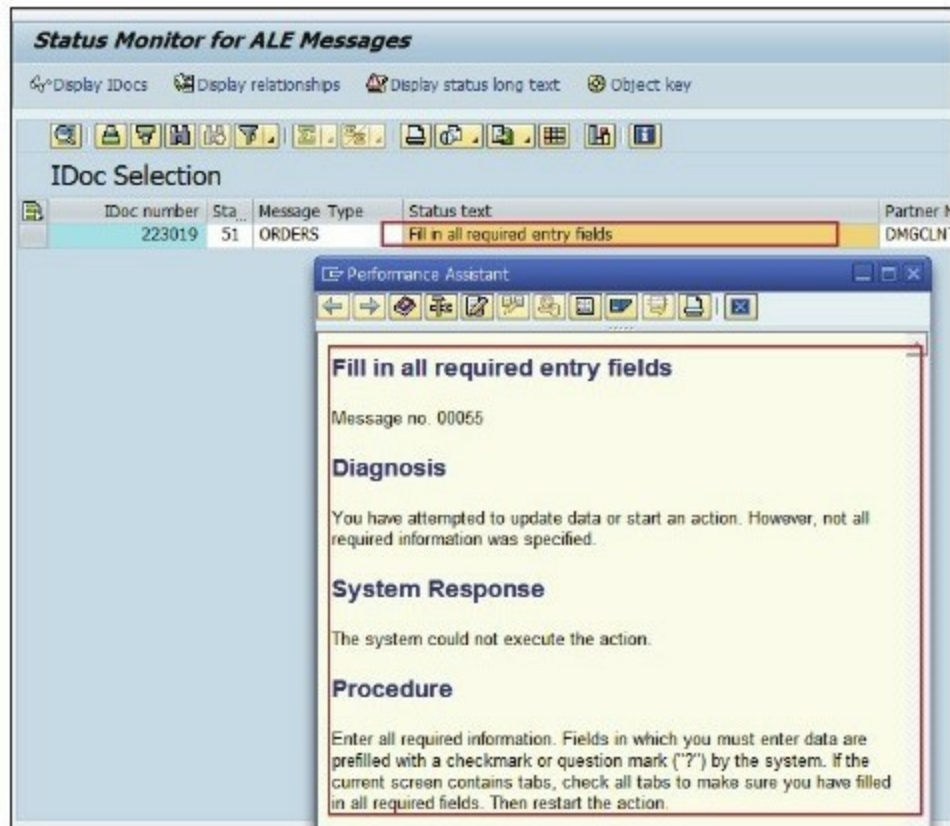 Status Monitor for ALE Messages
Display IDocs Display relationships Display status long text Object key
IDoc Selection
IDoc number Sta... Message Type Status text Partner N
223019 51 ORDERS Fill in all required entry fields DMGCLNT
Performance Assistant
Fill in all required entry fields
Message no. 00055
Diagnosis
You have attempted to update data or start an action. However, not all
required information was specified.
System Response
The system could not execute the action.
Procedure
Enter all required information. Fields in which you must enter data are
prefilled with a checkmark or question mark ("?") by the system. If the
current screen contains tabs, check all tabs to make sure you have filled
in all required fields. Then restart the action.